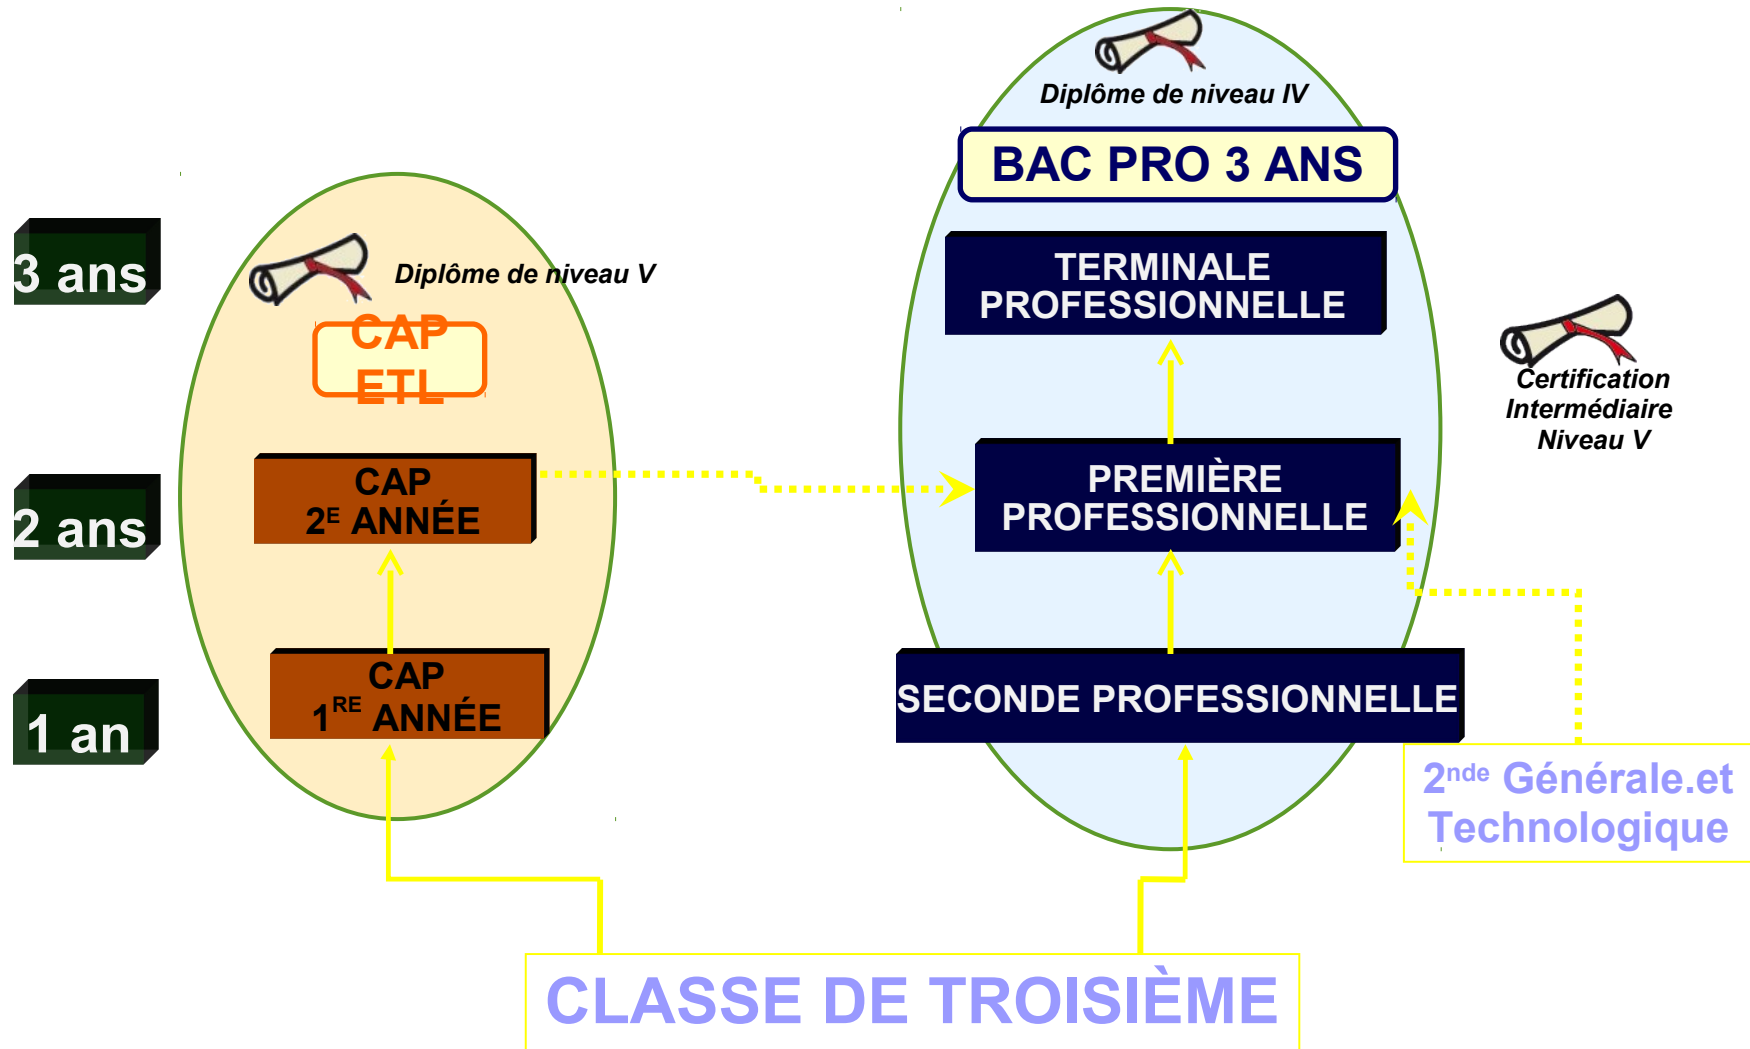 Diplôme de niveau IV
BAC PRO 3 ANS
3 ans
Diplôme de niveau V
CAP
ETL
TERMINALE
PROFESSIONNELLE
Certification
Intermédiaire
Niveau V
2 ans
CAP
2E ANNÉE
PREMIÈRE
PROFESSIONNELLE
1 an
CAP
1RE ANNÉE
SECONDE PROFESSIONNELLE
2nde Générale.et
Technologique
CLASSE DE TROISIÈME